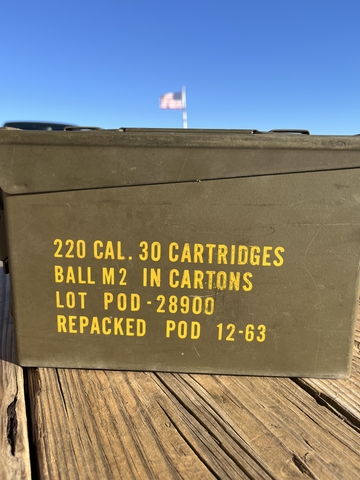 220 CAL. 30 CARTRIDGES
BALL M2 IN CARTONS
LOT POD-28900
REPACKED POD 12-63